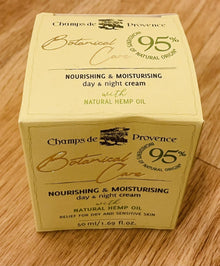 Champs de Provence
Botanical
Care
95%
INGREDIENTS OF NATURAL ORIGIN
NOURISHING & MOISTURISING
day & night cream
with
NATURAL HEMP OIL
Champs de Provence
Botanical
Care
95%
NOURISHING & MOISTURISING
day & night cream
with
NATURAL HEMP OIL
RELIEF FOR DRY AND SENSITIVE SKIN
50 ml/1.69 fl.oz.